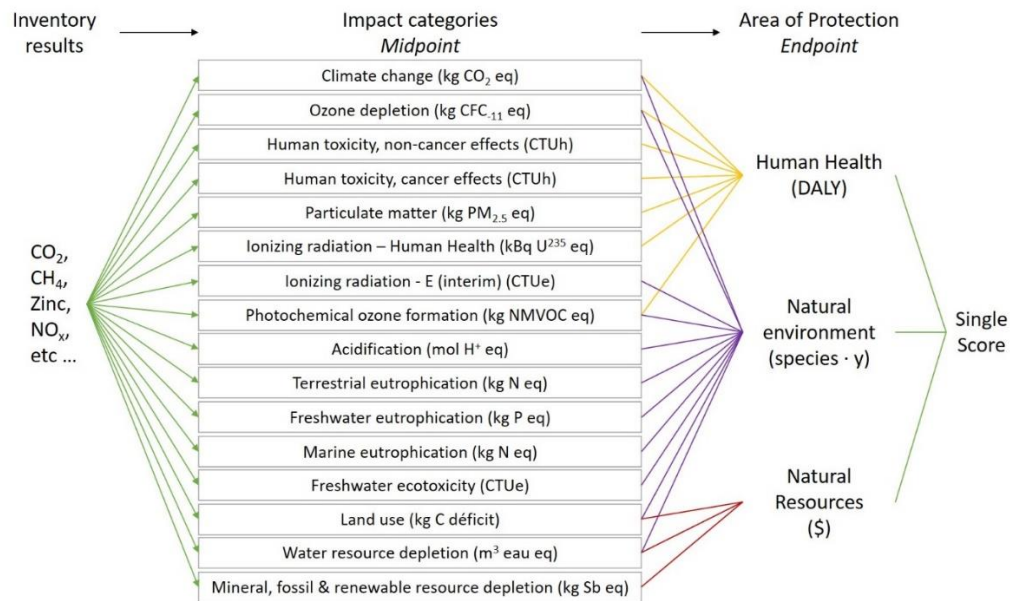 Inventory results
Impact categories
Midpoint
Area of Protection
Endpoint
CO₂,
CH₄,
Zinc,
NOₓ,
etc ...
Climate change (kg CO₂ eq)
Ozone depletion (kg CFC₋₁₁ eq)
Human toxicity, non-cancer effects (CTUh)
Human toxicity, cancer effects (CTUh)
Particulate matter (kg PM₂.₅ eq)
Ionizing radiation – Human Health (kBq U²³⁵ eq)
Ionizing radiation - E (interim) (CTUe)
Photochemical ozone formation (kg NMVOC eq)
Acidification (mol H⁺ eq)
Terrestrial eutrophication (kg N eq)
Freshwater eutrophication (kg P eq)
Marine eutrophication (kg N eq)
Freshwater ecotoxicity (CTUe)
Land use (kg C déficit)
Water resource depletion (m³ eau eq)
Mineral, fossil & renewable resource depletion (kg Sb eq)
Human Health
(DALY)
Natural
environment
(species · y)
Natural
Resources
($)
Single
Score